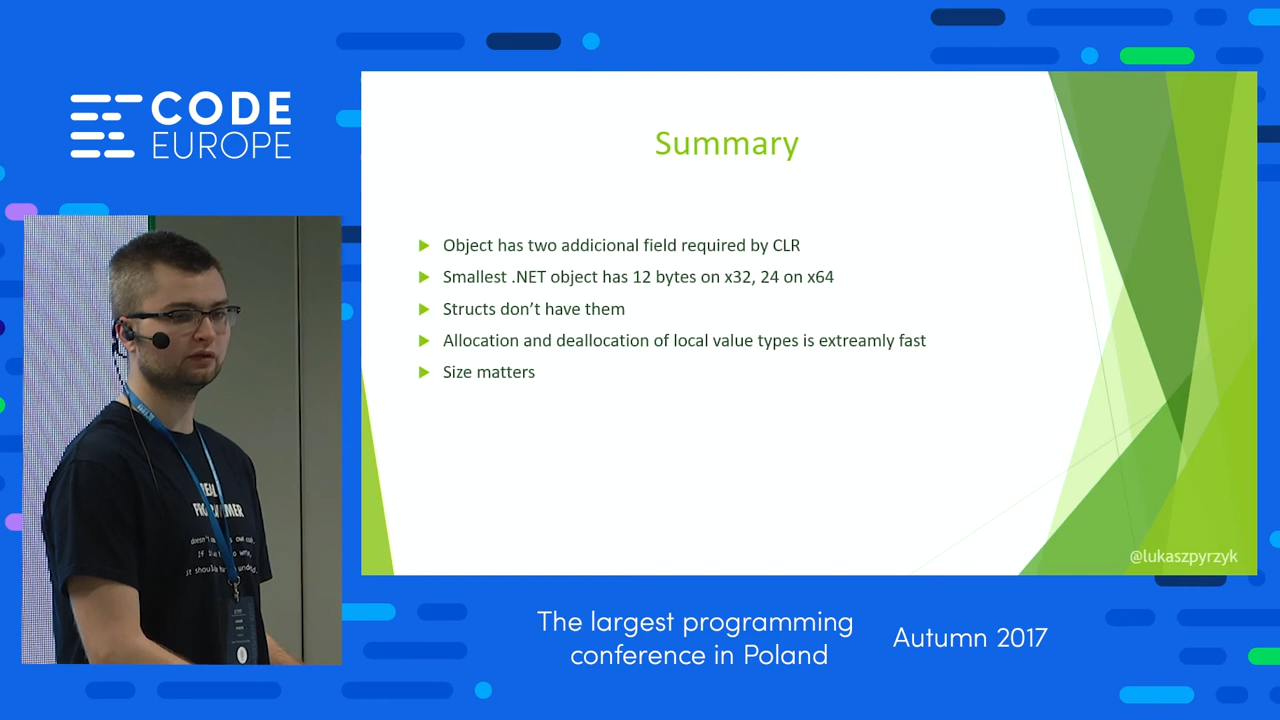 CODE
EUROPE
Summary
Object has two addicional field required by CLR
Smallest .NET object has 12 bytes on x32, 24 on x64
Structs don't have them
Allocation and deallocation of local value types is extreamly fast
Size matters
@lukaszpyrzyk
The largest programming
conference in Poland
Autumn 2017